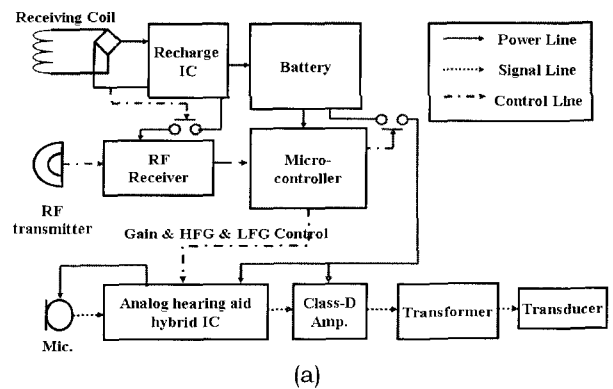 Receiving Coil
Recharge
IC
Battery
Power Line
Signal Line
Control Line
RF
Receiver
Micro-
controller
RF
transmitter
Gain & HFG & LFG Control
Analog hearing aid
hybrid IC
Class-D
Amp.
Transformer
Transducer
Mic.
(a)